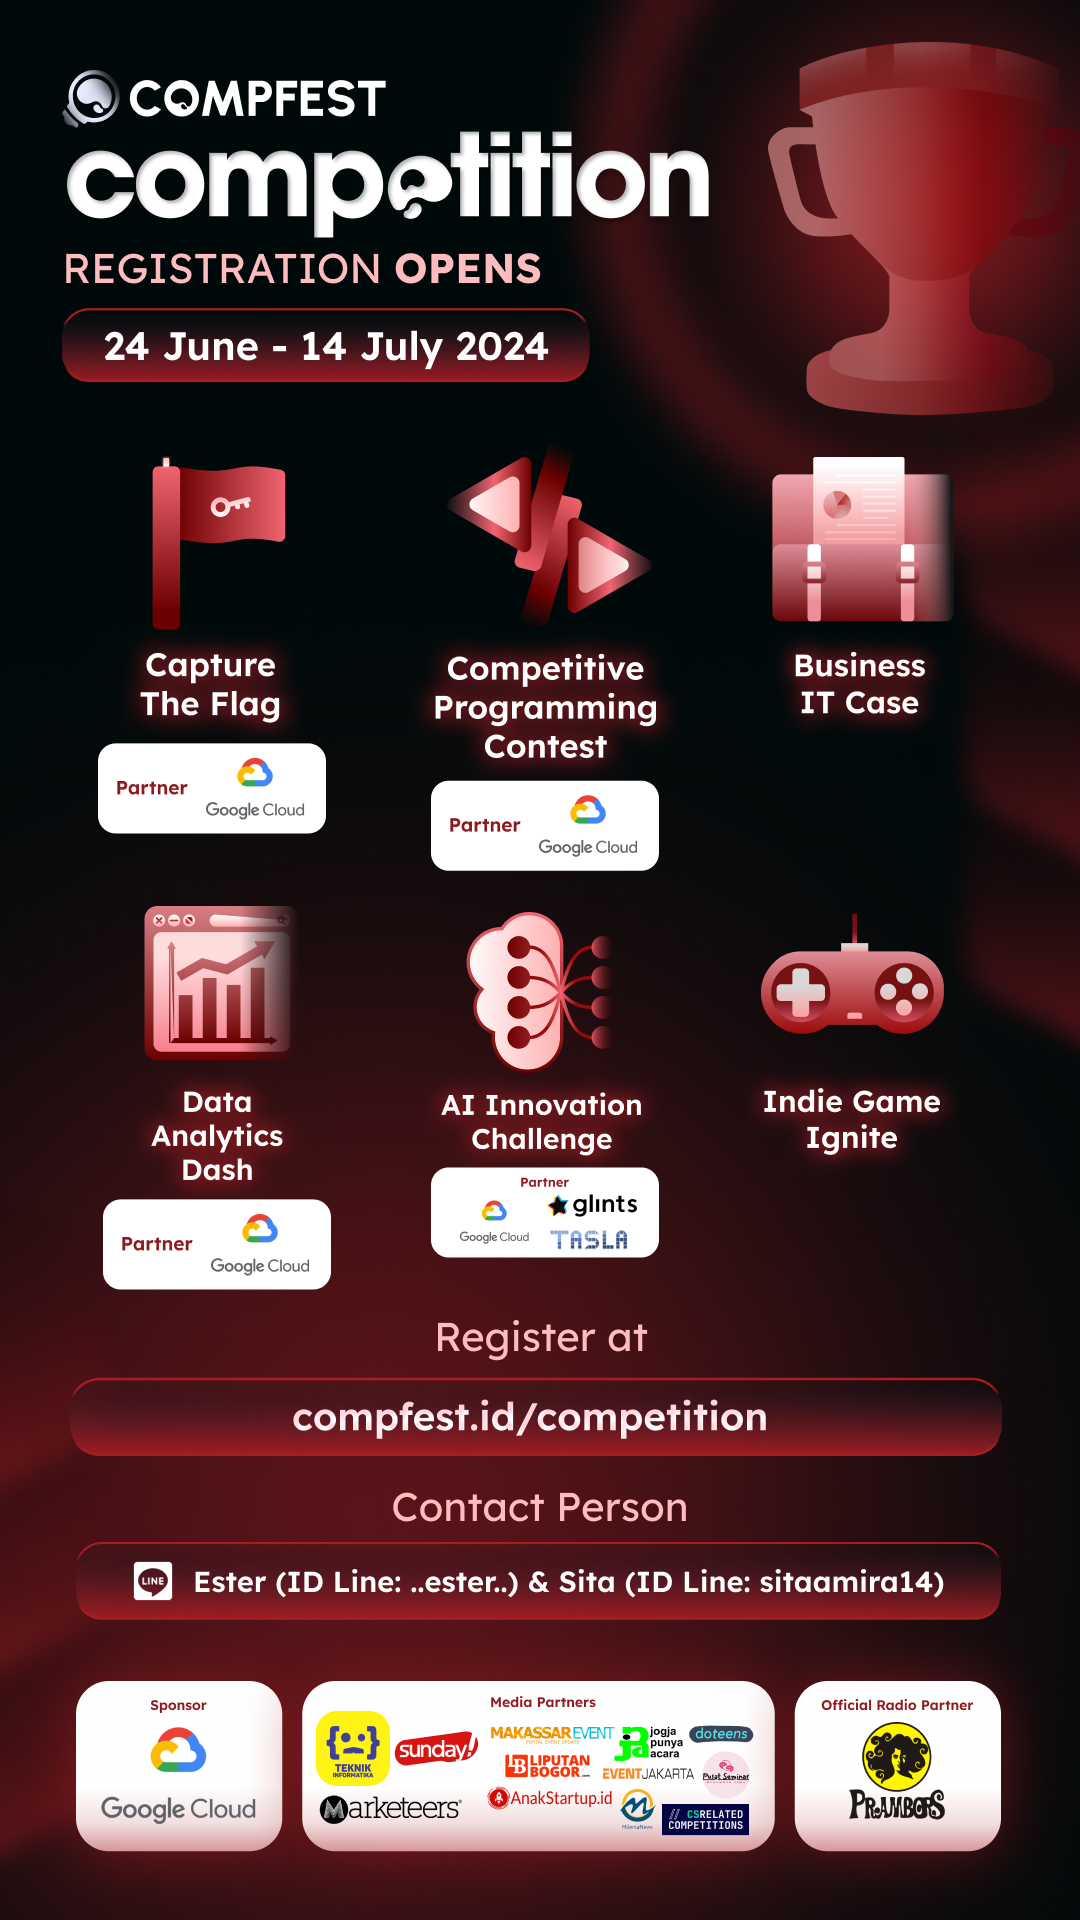 COMPFEST
competition
REGISTRATION OPENS
24 June - 14 July 2024
Capture
The Flag
Partner
Google Cloud
Competitive
Programming
Contest
Partner
Google Cloud
Business
IT Case
Data
Analytics
Dash
Partner
Google Cloud
AI Innovation
Challenge
Partner
Google Cloud
glints
TASLA
Indie Game
Ignite
Register at
compfest.id/competition
Contact Person
LINE
Ester (ID Line: ..ester..) & Sita (ID Line: sitaamira14)
Sponsor
Google Cloud
Media Partners
TEKNIK
INFORMATIKA
sunday!
Marketeers
MAKASSAREVENT
PORTAL EVENT UPDATE
LIPUTAN
BOGOR.com
AnakStartup.id
jogja
punya
acara
EVENTJAKARTA
doteens
Pusat Seminar
CSRELATED
COMPETITIONS
Official Radio Partner
PRAMBORS